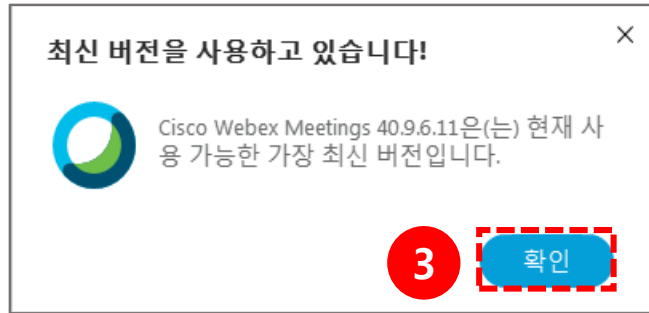 최신 버전을 사용하고 있습니다!
Cisco Webex Meetings 40.9.6.11은(는) 현재 사
용 가능한 가장 최신 버전입니다.
3
확인